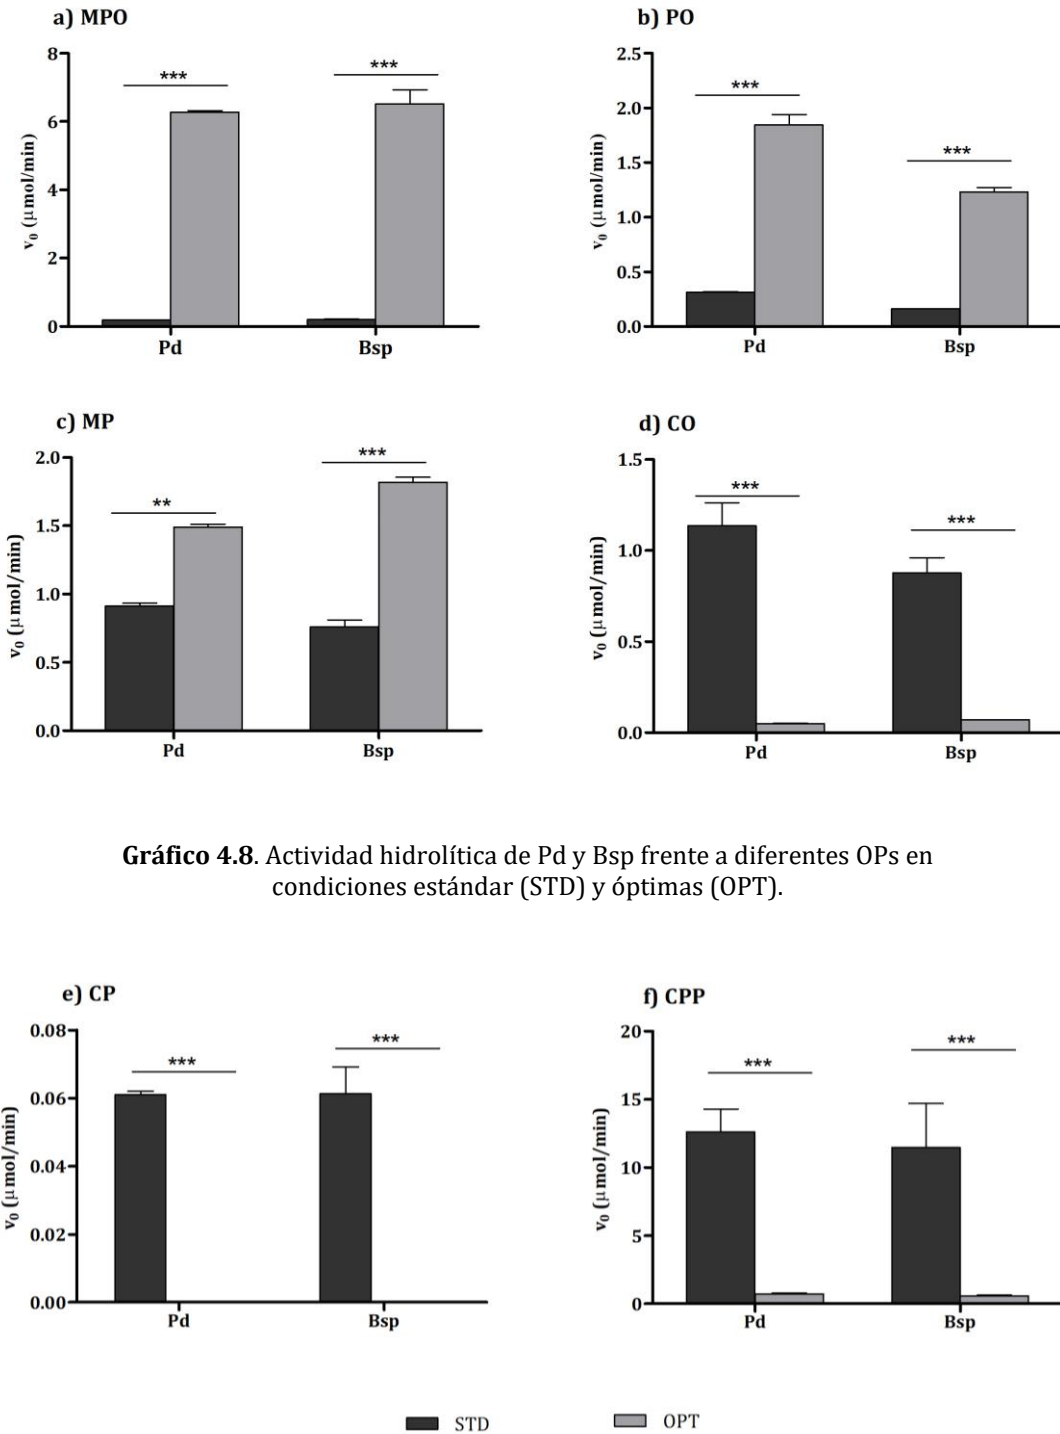 a) MPO
v₀ (μmol/min)
8
6
4
2
0
***
***
Pd
Bsp
b) PO
v₀ (μmol/min)
2.5
2.0
1.5
1.0
0.5
0.0
***
***
Pd
Bsp
c) MP
v₀ (μmol/min)
2.0
1.5
1.0
0.5
0.0
**
***
Pd
Bsp
d) CO
v₀ (μmol/min)
1.5
1.0
0.5
0.0
***
***
Pd
Bsp
Gráfico 4.8. Actividad hidrolítica de Pd y Bsp frente a diferentes OPs en
condiciones estándar (STD) y óptimas (OPT).
e) CP
v₀ (μmol/min)
0.08
0.06
0.04
0.02
0.00
***
***
Pd
Bsp
f) CPP
v₀ (μmol/min)
20
15
10
5
0
***
***
Pd
Bsp
STD
OPT